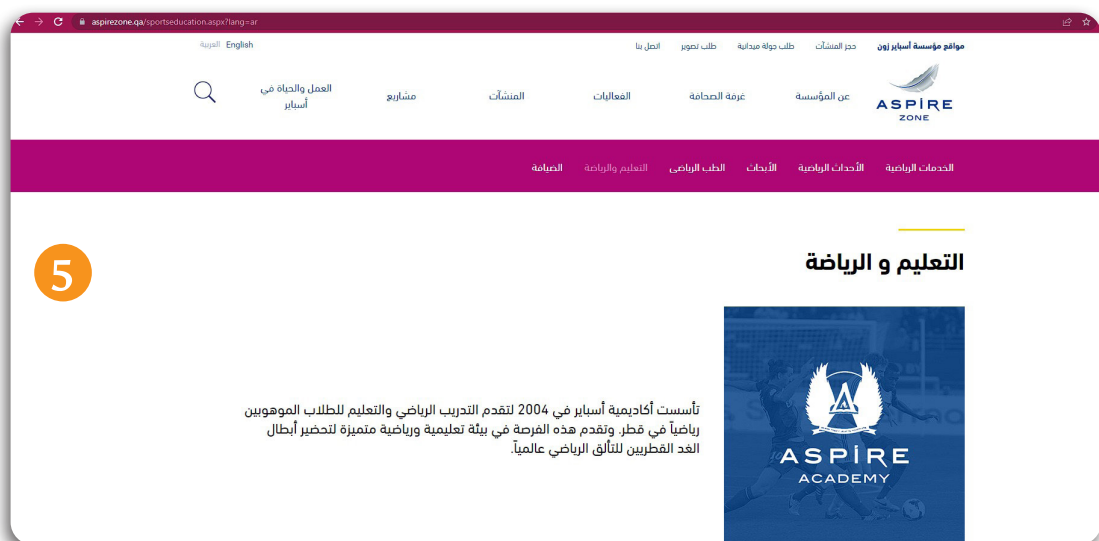 aspirezone.qa/sportseducation.aspx?lang=ar
مواقع مؤسسة أسباير زون حجز المنشآت طلب جولة ميدانية طلب تصوير اتصل بنا English العربية
ASPIRE
ZONE
عن المؤسسة غرفة الصحافة الفعاليات المنشآت مشاريع العمل والحياة في
أسباير
الخدمات الرياضية الأحداث الرياضية الأبحاث الطب الرياضي التعليم والرياضة الضيافة
التعليم و الرياضة
5
ASPIRE
ACADEMY
تأسست أكاديمية أسباير في 2004 لتقدم التدريب الرياضي والتعليم للطلاب الموهوبين
رياضياً في قطر. وتقدم هذه الفرصة في بيئة تعليمية ورياضية متميزة لتحضير أبطال
الغد القطريين للتألق الرياضي عالمياً.